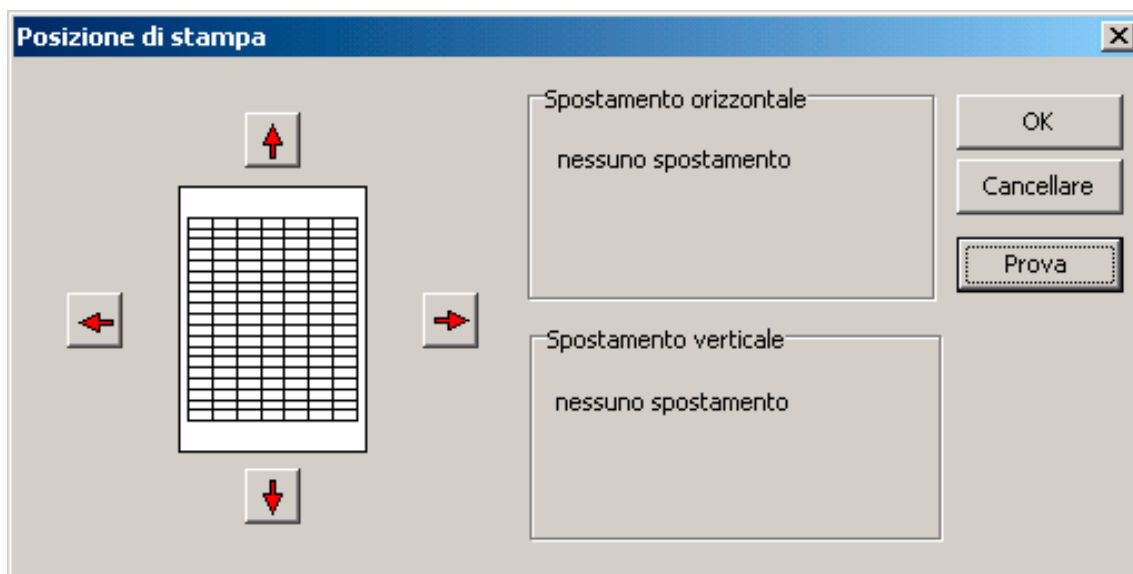 Posizione di stampa
Spostamento orizzontale
nessuno spostamento
OK
Cancellare
Prova
Spostamento verticale
nessuno spostamento